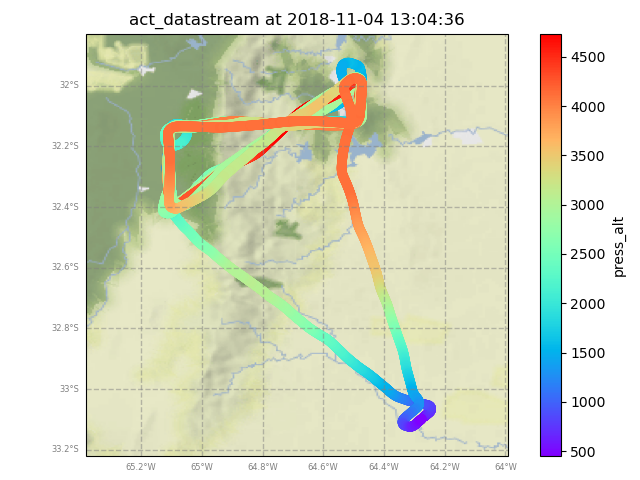 act_datastream at 2018-11-04 13:04:36
32°S
32.2°S
32.4°S
32.6°S
32.8°S
33°S
33.2°S
65.2°W
65°W
64.8°W
64.6°W
64.4°W
64.2°W
64°W
4500
4000
3500
3000
2500
2000
1500
1000
500
press_alt